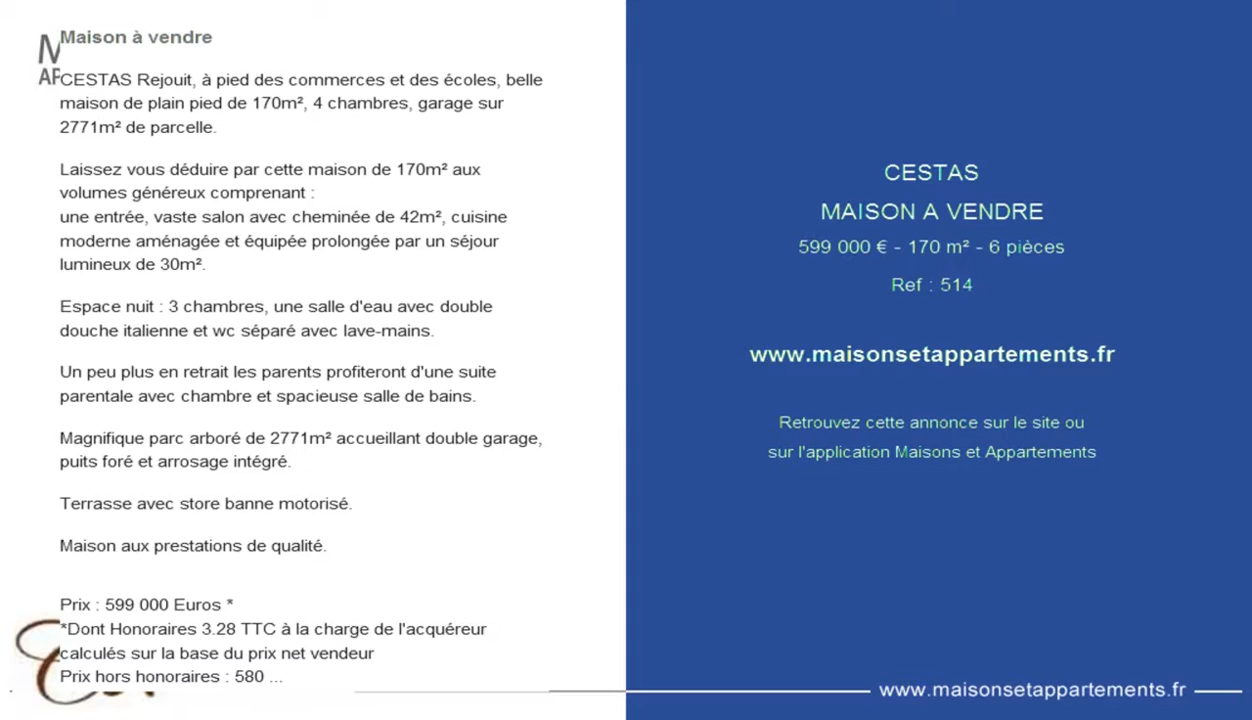 Maison à vendre
CESTAS Rejouit, à pied des commerces et des écoles, belle
maison de plain pied de 170m², 4 chambres, garage sur
2771m² de parcelle.
Laissez vous déduire par cette maison de 170m² aux
volumes généreux comprenant :
une entrée, vaste salon avec cheminée de 42m², cuisine
moderne aménagée et équipée prolongée par un séjour
lumineux de 30m².
Espace nuit : 3 chambres, une salle d'eau avec double
douche italienne et wc séparé avec lave-mains.
Un peu plus en retrait les parents profiteront d'une suite
parentale avec chambre et spacieuse salle de bains.
Magnifique parc arboré de 2771m² accueillant double garage,
puits foré et arrosage intégré.
Terrasse avec store banne motorisé.
Maison aux prestations de qualité.
Prix : 599 000 Euros *
*Dont Honoraires 3.28 TTC à la charge de l'acquéreur
calculés sur la base du prix net vendeur
Prix hors honoraires : 580 ...
CESTAS
MAISON A VENDRE
599 000 € - 170 m² - 6 pièces
Ref : 514
www.maisonsetappartements.fr
Retrouvez cette annonce sur le site ou
sur l'application Maisons et Appartements
www.maisonsetappartements.fr